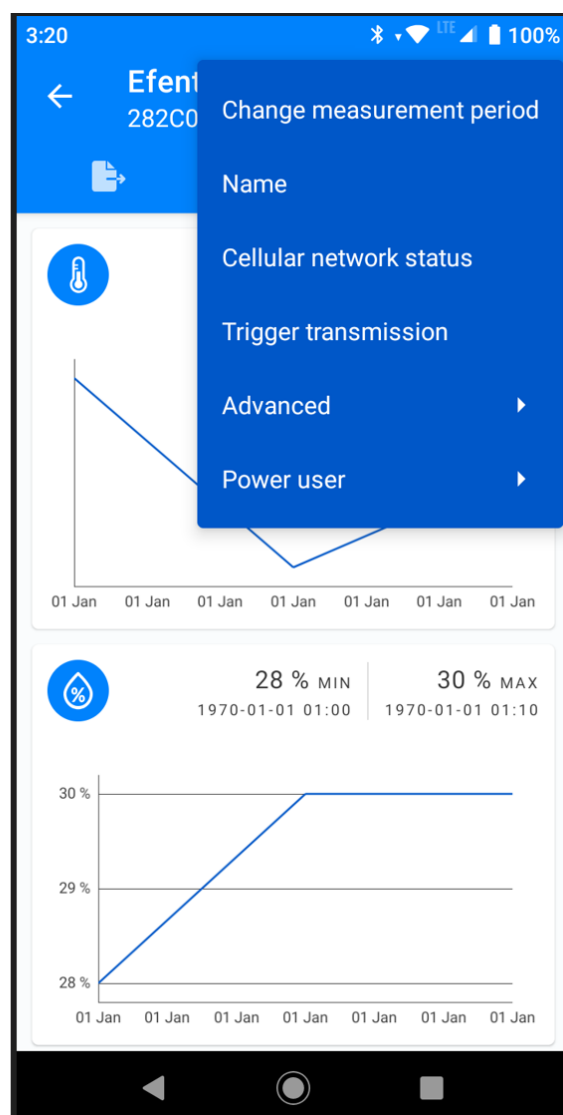 3:20 LTE 100%
Efent
282C0
Change measurement period
Name
Cellular network status
Trigger transmission
Advanced
Power user
01 Jan 01 Jan 01 Jan 01 Jan 01 Jan 01 Jan 01 Jan
28 % MIN 30 % MAX
1970-01-01 01:00 1970-01-01 01:10
%
30 %
29 %
28 %
01 Jan 01 Jan 01 Jan 01 Jan 01 Jan 01 Jan 01 Jan